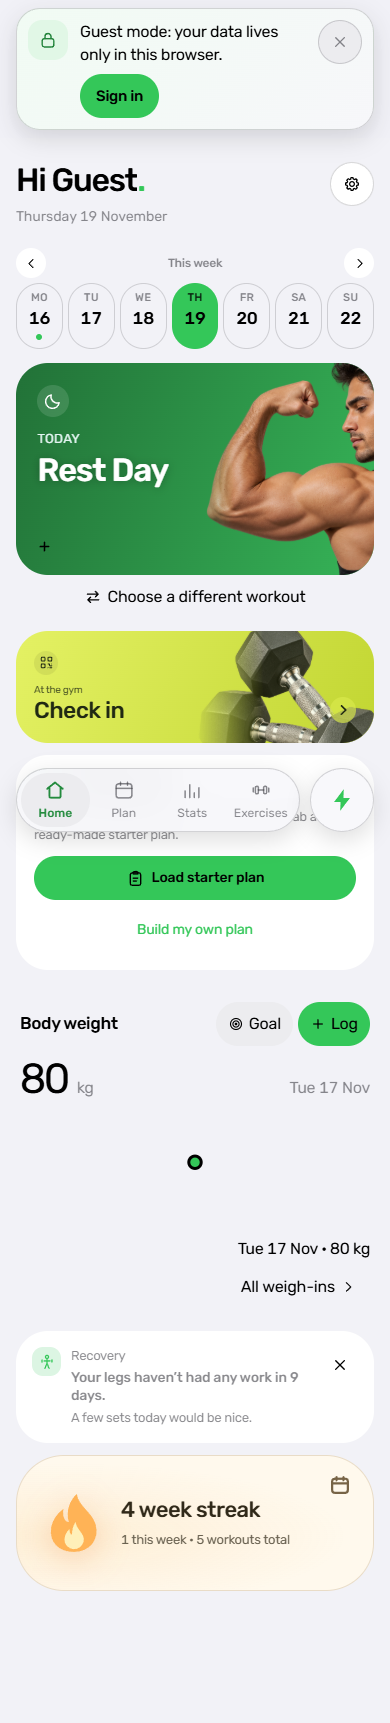 Guest mode: your data lives
only in this browser.
Sign in
Hi Guest.
Thursday 19 November
This week
MO TU WE TH FR SA SU
16 17 18 19 20 21 22
TODAY
Rest Day
Choose a different workout
At the gym
Check in
Home Plan Stats Exercises
ready-made starter plan.
Load starter plan
Build my own plan
Body weight
Goal
Log
80 kg
Tue 17 Nov
Tue 17 Nov • 80 kg
All weigh-ins
Recovery
Your legs haven't had any work in 9
days.
A few sets today would be nice.
4 week streak
1 this week • 5 workouts total